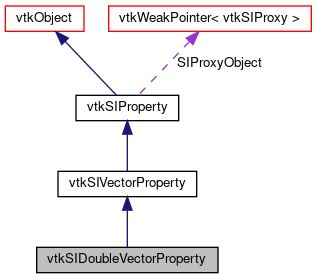 vtkObject
vtkWeakPointer< vtkSIProxy >
SIProxyObject
vtkSIProperty
vtkSIVectorProperty
vtkSIDoubleVectorProperty